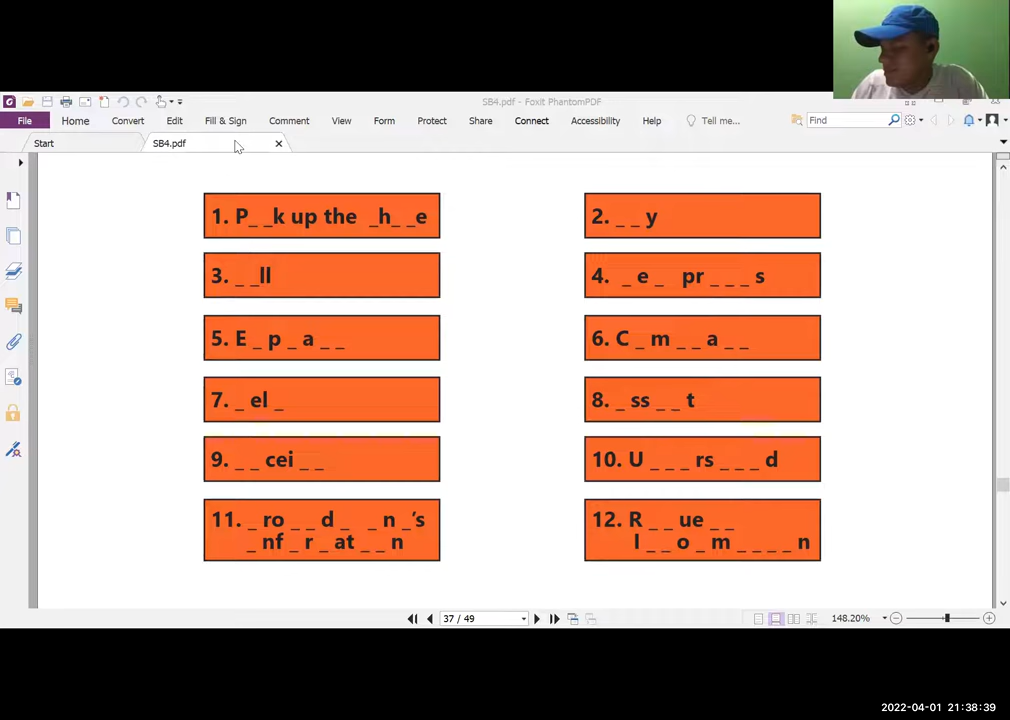 SB4.pdf - Foxit PhantomPDF
File Home Convert Edit Fill & Sign Comment View Form Protect Share Connect Accessibility Help Tell me... Find
Start SB4.pdf
1. P_ _k up the _h_ _e
2. _ _ y
3. _ _ll
4. _ e _ pr _ _ _ s
5. E _ p _ a _ _
6. C _ m _ _ a _ _
7. _ el _
8. _ ss _ _ t
9. _ _ cei _ _
10. U _ _ _ rs _ _ _ d
11. _ ro _ _ d _ _ n _'s
_ nf _ r _ at _ _ n
12. R _ _ ue _ _
I _ _ o _ m _ _ _ _ n
37 / 49
148.20%
2022-04-01 21:38:39